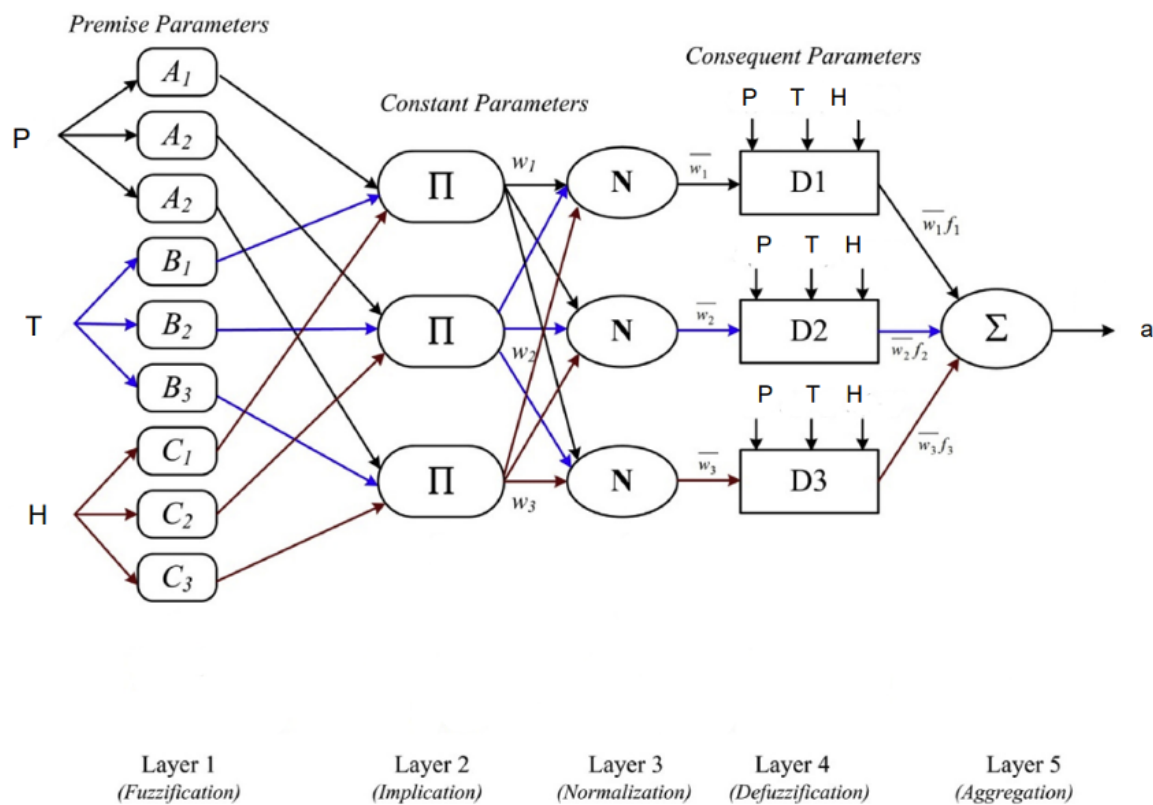 Premise Parameters
Constant Parameters
Consequent Parameters
P
A1
A2
A2
T
B1
B2
B3
H
C1
C2
C3
Π
Π
Π
w1
w2
w3
N
N
N
w̅1
w̅2
w̅3
P T H
D1
P T H
D2
P T H
D3
w̅1f1
w̅2f2
w̅3f3
Σ
a
Layer 1
(Fuzzification)
Layer 2
(Implication)
Layer 3
(Normalization)
Layer 4
(Defuzzification)
Layer 5
(Aggregation)